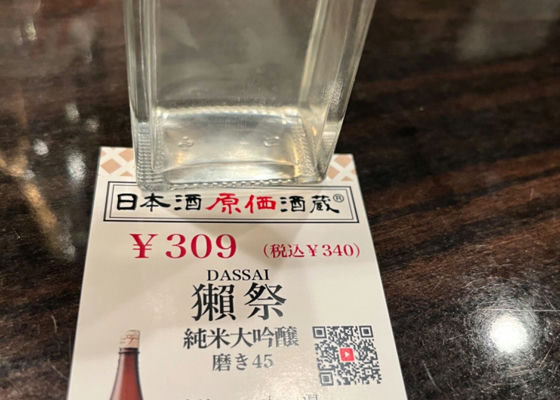 日本酒原価酒蔵®
￥309 (税込￥340)
DASSAI
獺祭
純米大吟醸
磨き45